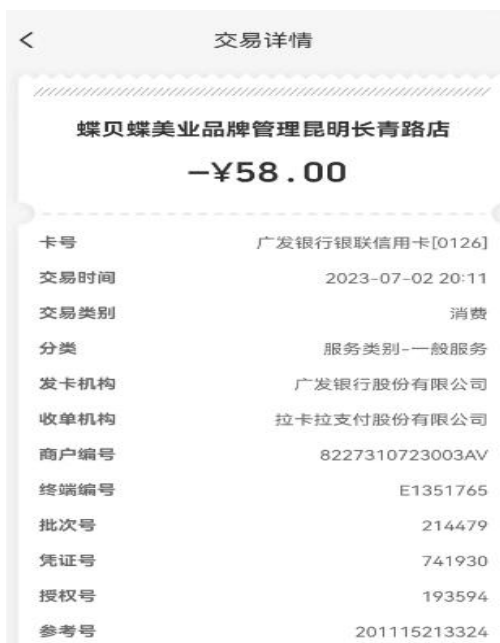 交易详情
蝶贝蝶美业品牌管理昆明长青路店
-¥58.00
卡号 广发银行银联信用卡[0126]
交易时间 2023-07-02 20:11
交易类别 消费
分类 服务类别-一般服务
发卡机构 广发银行股份有限公司
收单机构 拉卡拉支付股份有限公司
商户编号 8227310723003AV
终端编号 E1351765
批次号 214479
凭证号 741930
授权号 193594
参考号 201115213324